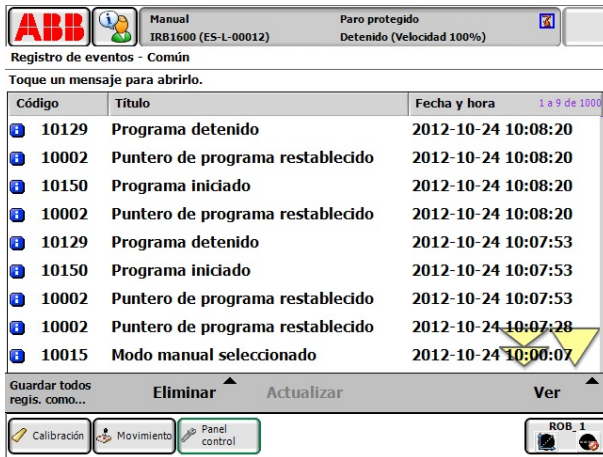 ABB
Manual
IRB1600 (ES-L-00012)
Paro protegido
Detenido (Velocidad 100%)
Registro de eventos - Común
Toque un mensaje para abrirlo.
Código Título Fecha y hora 1 a 9 de 1000
10129 Programa detenido 2012-10-24 10:08:20
10002 Puntero de programa restablecido 2012-10-24 10:08:20
10150 Programa iniciado 2012-10-24 10:08:20
10002 Puntero de programa restablecido 2012-10-24 10:08:20
10129 Programa detenido 2012-10-24 10:07:53
10150 Programa iniciado 2012-10-24 10:07:53
10002 Puntero de programa restablecido 2012-10-24 10:07:53
10002 Puntero de programa restablecido 2012-10-24 10:07:28
10015 Modo manual seleccionado 2012-10-24 10:00:07
Guardar todos
regis. como...
Eliminar Actualizar Ver
Calibración Movimiento Panel
control
ROB_1